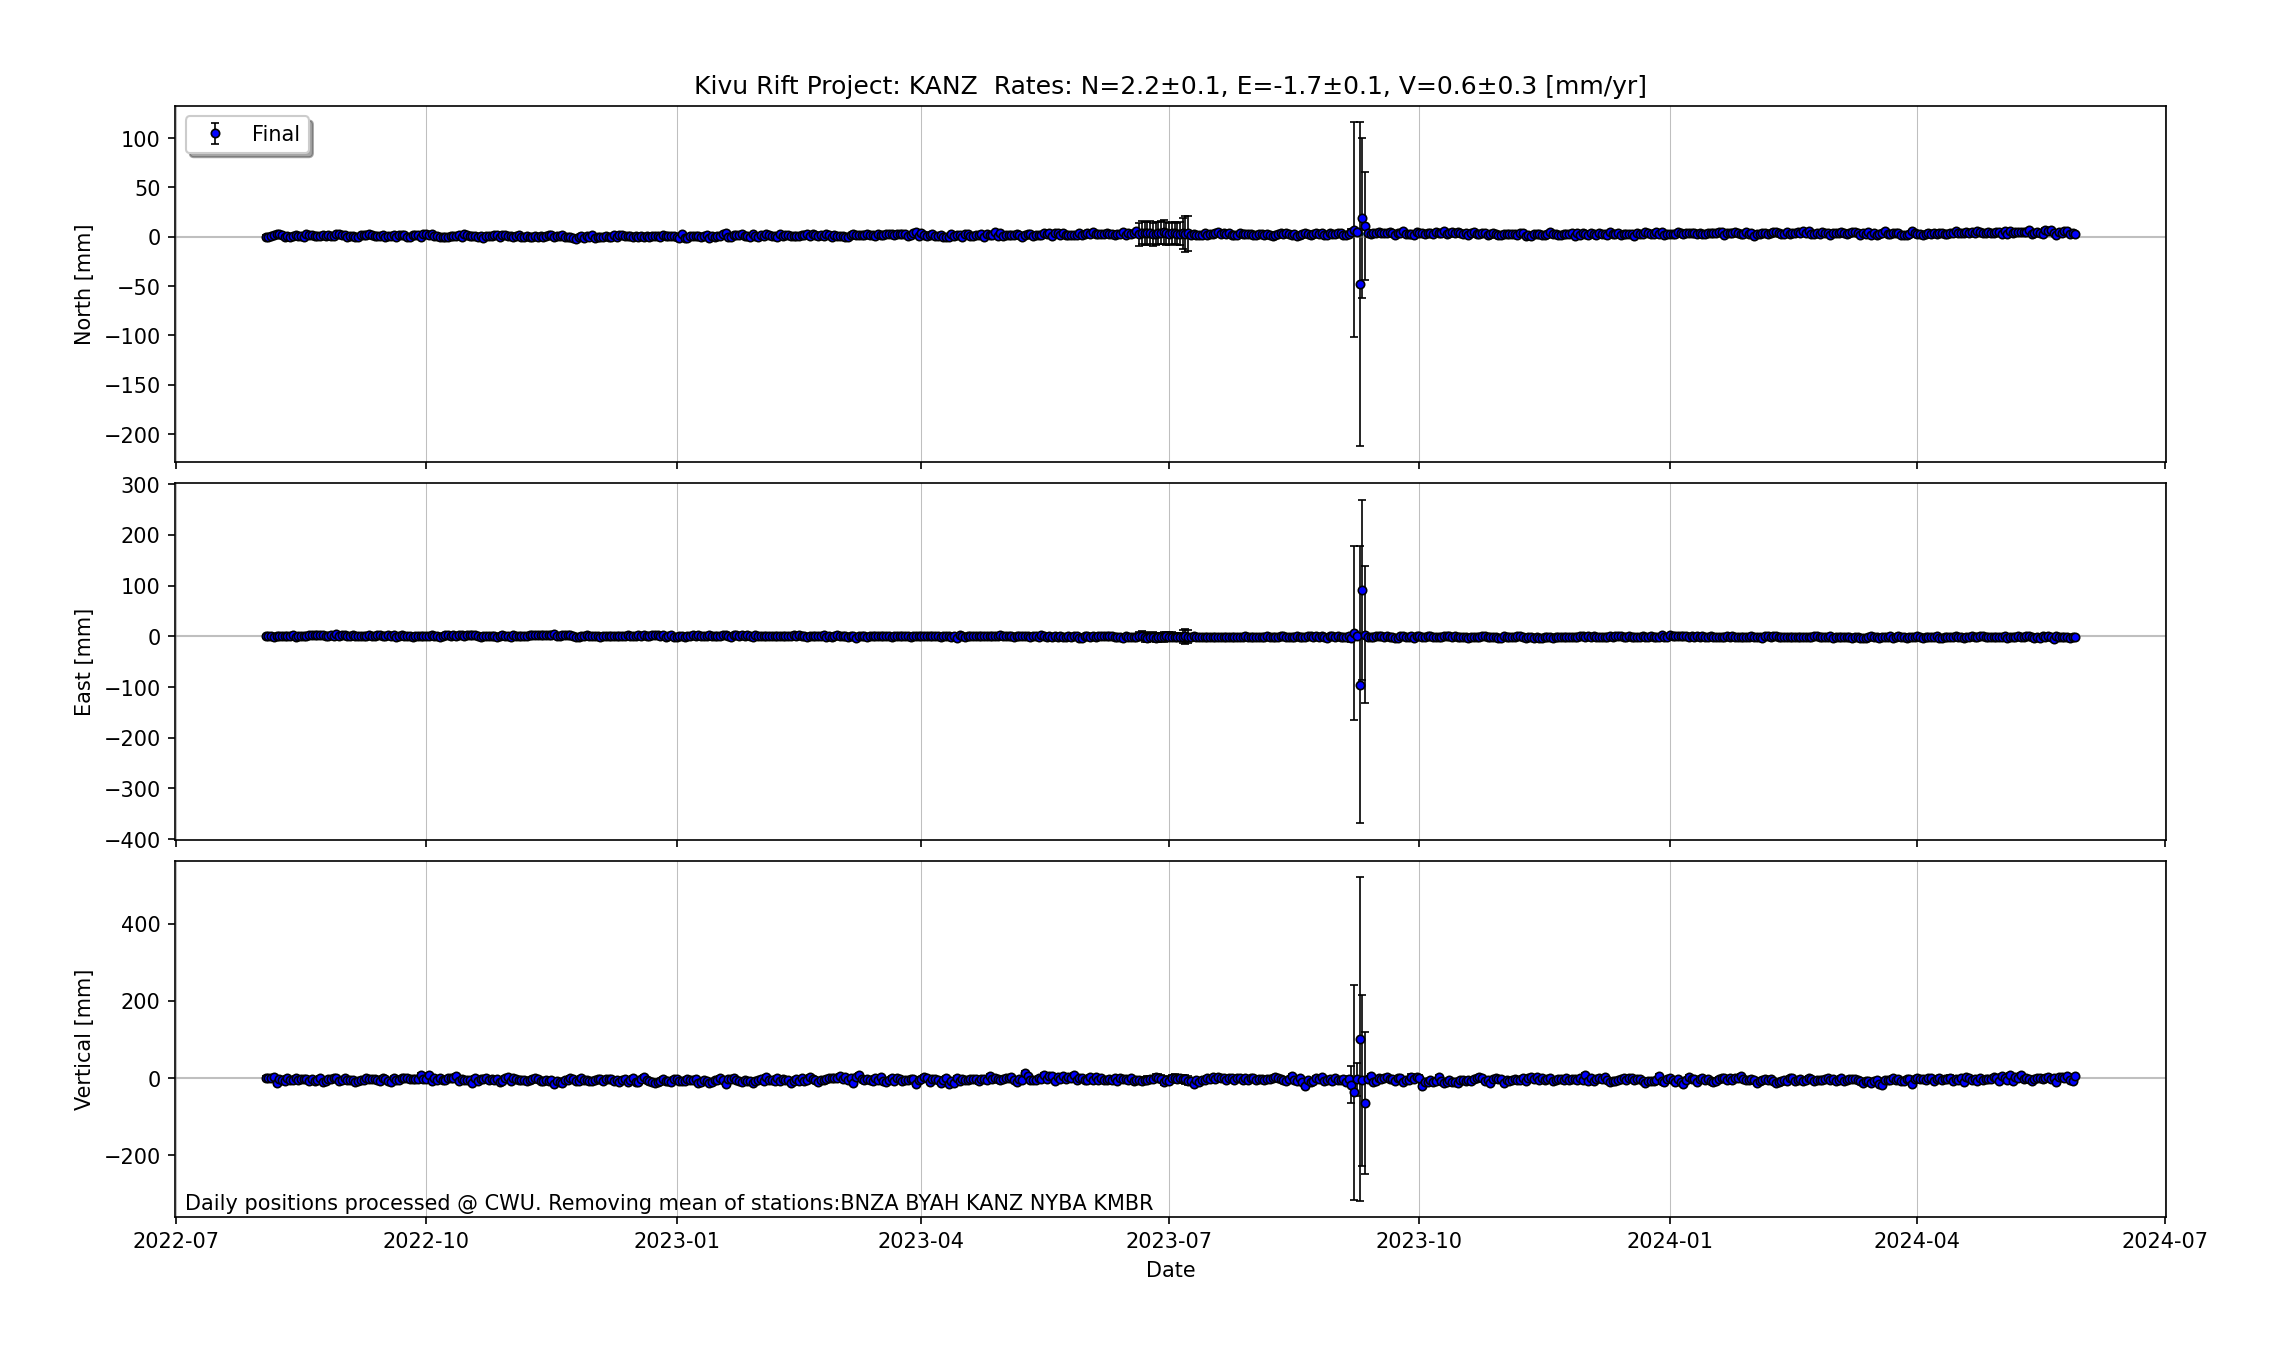 Kivu Rift Project: KANZ  Rates: N=2.2±0.1, E=-1.7±0.1, V=0.6±0.3 [mm/yr]
Final
100
50
0
−50
−100
−150
−200
North [mm]
300
200
100
0
−100
−200
−300
−400
East [mm]
400
200
0
−200
Vertical [mm]
Daily positions processed @ CWU. Removing mean of stations:BNZA BYAH KANZ NYBA KMBR
2022-07 2022-10 2023-01 2023-04 2023-07 2023-10 2024-01 2024-04 2024-07
Date